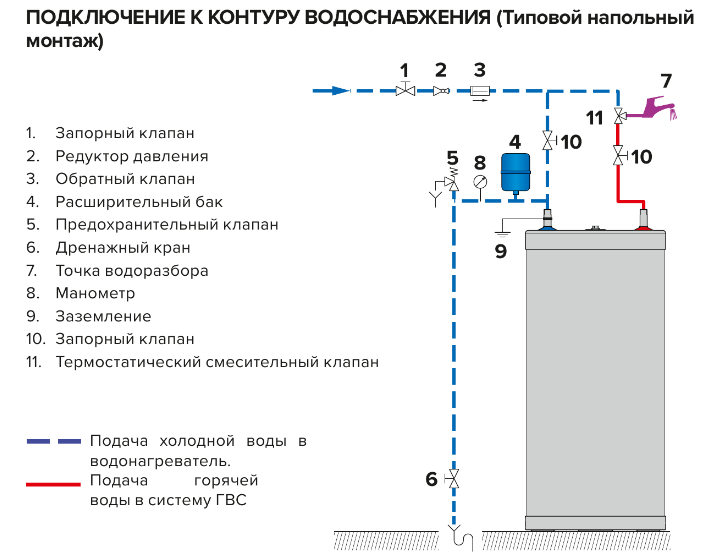 ПОДКЛЮЧЕНИЕ К КОНТУРУ ВОДОСНАБЖЕНИЯ (Типовой напольный
монтаж)
1. Запорный клапан
2. Редуктор давления
3. Обратный клапан
4. Расширительный бак
5. Предохранительный клапан
6. Дренажный кран
7. Точка водоразбора
8. Манометр
9. Заземление
10. Запорный клапан
11. Термостатический смесительный клапан
Подача холодной воды в
водонагреватель.
Подача горячей
воды в систему ГВС
1 2 3 7
11
4 10
5 8 10
9
6